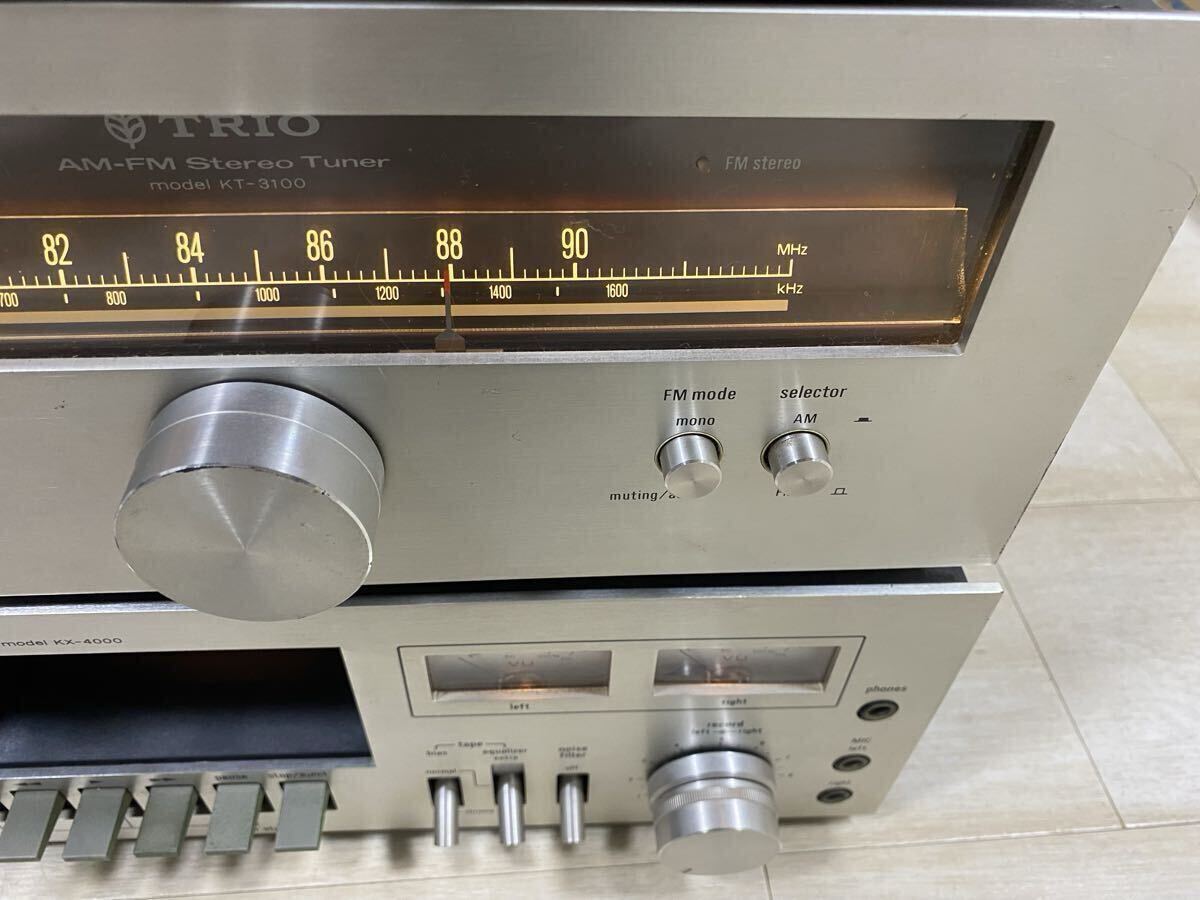 TRIO
AM-FM Stereo Tuner
model KT-3100
FM stereo
82 84 86 88 90 MHz
700 800 1000 1200 1400 1600 kHz
FM mode selector
mono AM
muting/
model KX-4000
VU VU
left right
phones
record
left right
MIC
left
right
tape
bias equalizer
normal
noise
filter
off
pause